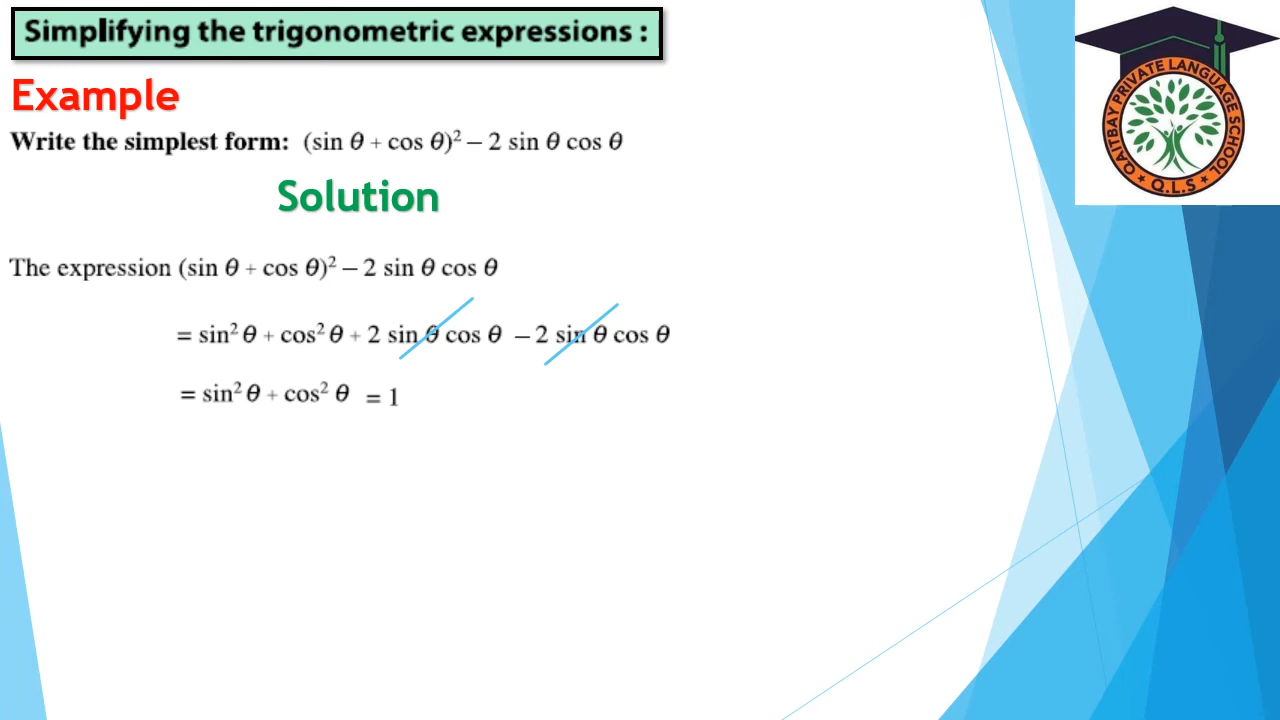 Simplifying the trigonometric expressions :
Example
Write the simplest form: (sin θ + cos θ)² – 2 sin θ cos θ
Solution
The expression (sin θ + cos θ)² – 2 sin θ cos θ
= sin² θ + cos² θ + 2 sin θ cos θ – 2 sin θ cos θ
= sin² θ + cos² θ = 1
QAITBAY PRIVATE LANGUAGE SCHOOL
Q.L.S